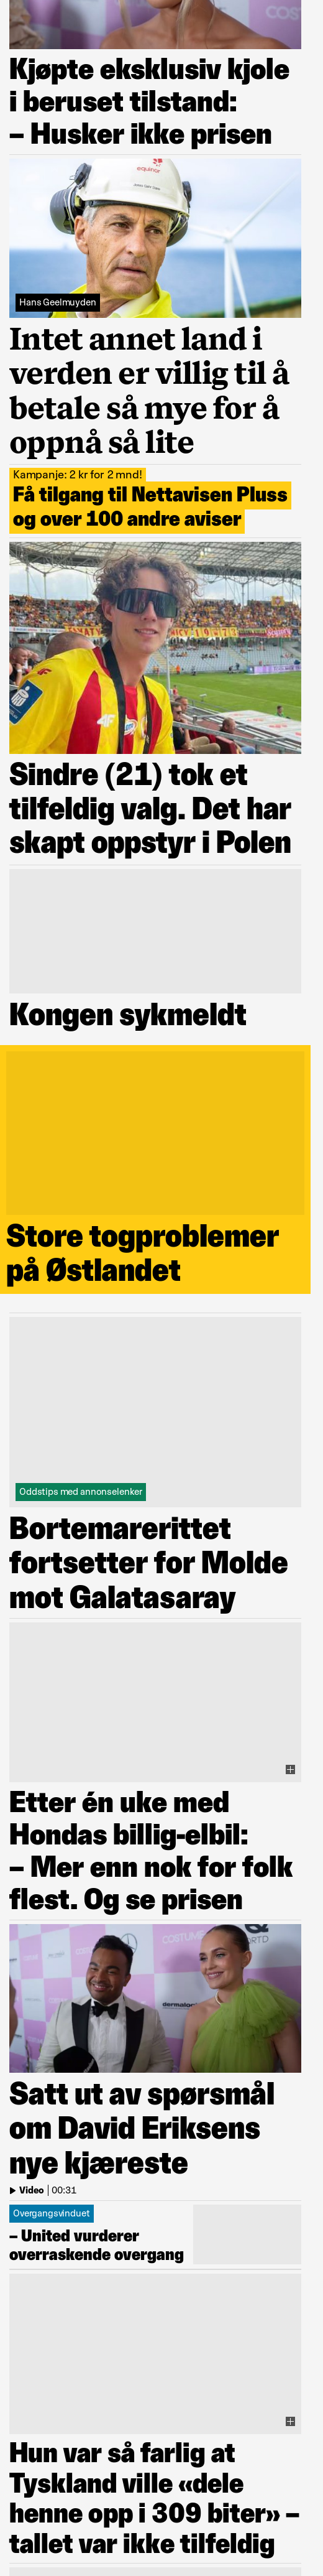 Kjøpte eksklusiv kjole
i beruset tilstand:
– Husker ikke prisen
equinor
Hans Geelmuyden
Intet annet land i
verden er villig til å
betale så mye for å
oppnå så lite
Kampanje: 2 kr for 2 mnd!
Få tilgang til Nettavisen Pluss
og over 100 andre aviser
Sindre (21) tok et
tilfeldig valg. Det har
skapt oppstyr i Polen
Kongen sykmeldt
Store togproblemer
på Østlandet
Oddstips med annonselenker
Bortemarerittet
fortsetter for Molde
mot Galatasaray
Etter én uke med
Hondas billig-elbil:
– Mer enn nok for folk
flest. Og se prisen
COSTUME
dermalog
Satt ut av spørsmål
om David Eriksens
nye kjæreste
Video | 00:31
Overgangsvinduet
– United vurderer
overraskende overgang
Hun var så farlig at
Tyskland ville «dele
henne opp i 309 biter» –
tallet var ikke tilfeldig